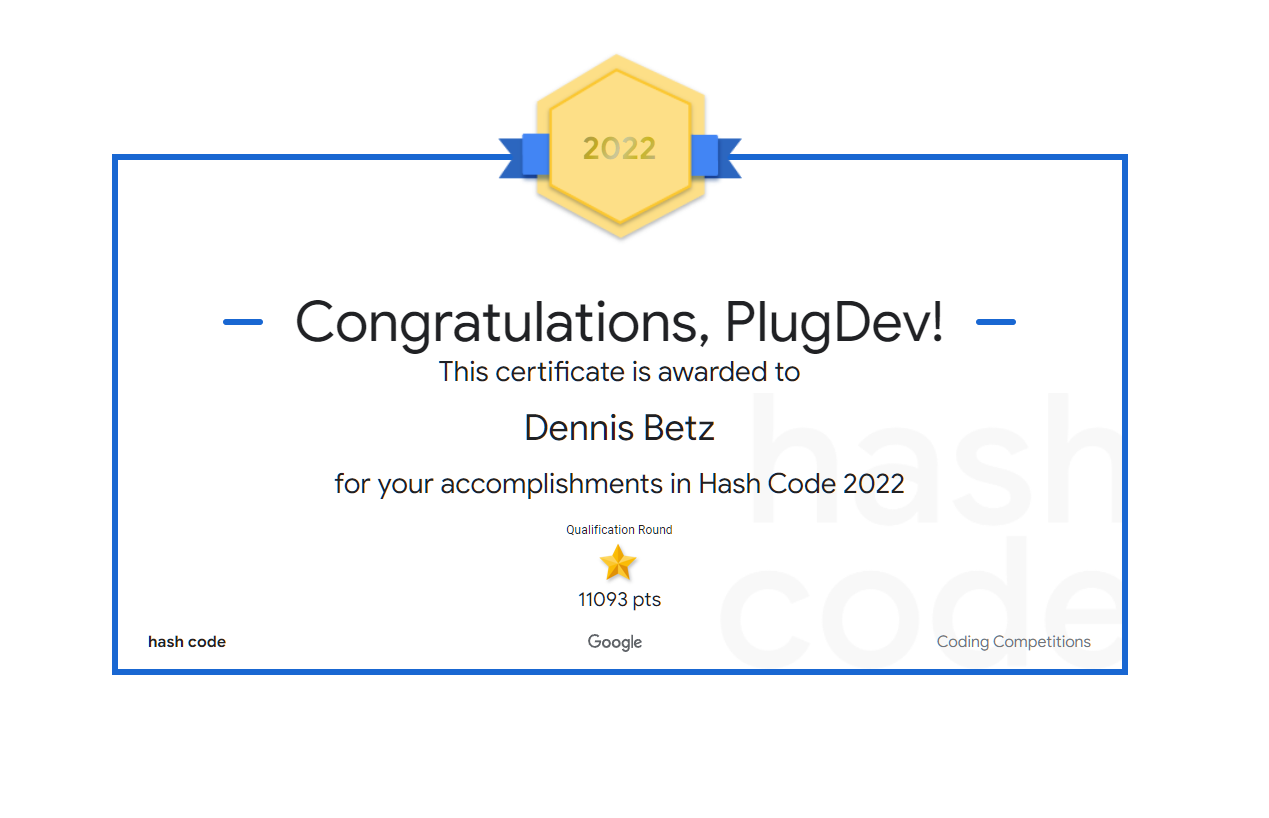 2022
Congratulations, PlugDev!
This certificate is awarded to
Dennis Betz
for your accomplishments in Hash Code 2022
Qualification Round
11093 pts
hash code
Google
Coding Competitions
hash
code